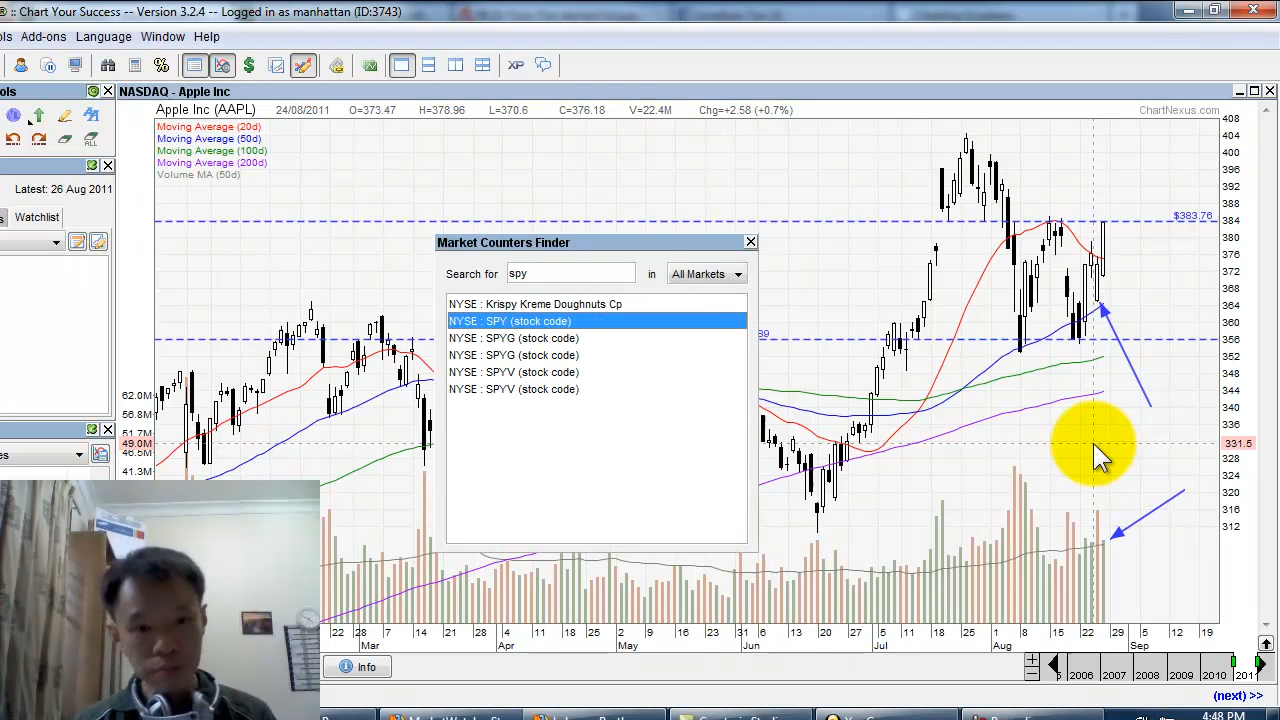 :: Chart Your Success -- Version 3.2.4 -- Logged in as manhattan (ID:3743)
ols Add-ons Language Window Help
ols
NASDAQ - Apple Inc
Apple Inc (AAPL) 24/08/2011 O=373.47 H=378.96 L=370.6 C=376.18 V=22.4M Chg=+2.58 (+0.7%) ChartNexus.com
Moving Average (20d)
Moving Average (50d)
Moving Average (100d)
Moving Average (200d)
Volume MA (50d)
ALL
Latest: 26 Aug 2011
s Watchlist
es
XP
$383.76
89
Market Counters Finder
Search for spy in All Markets
NYSE : Krispy Kreme Doughnuts Cp
NYSE : SPY (stock code)
NYSE : SPYG (stock code)
NYSE : SPYG (stock code)
NYSE : SPYV (stock code)
NYSE : SPYV (stock code)
62.0M
56.8M
51.7M
49.0M
46.5M
41.3M
408
404
400
396
392
388
384
380
376
372
368
364
360
356
352
348
344
340
336
331.5
328
324
320
316
312
22 28 7 14 4 11 18 25 2 9 16 23 6 13 20 27 5 11 18 25 8 15 22 29 5 12 19
Mar Apr May Jun Jul Aug Sep
Info
5 2006 2007 2008 2009 2010 201
(next) >>
4:48 PM